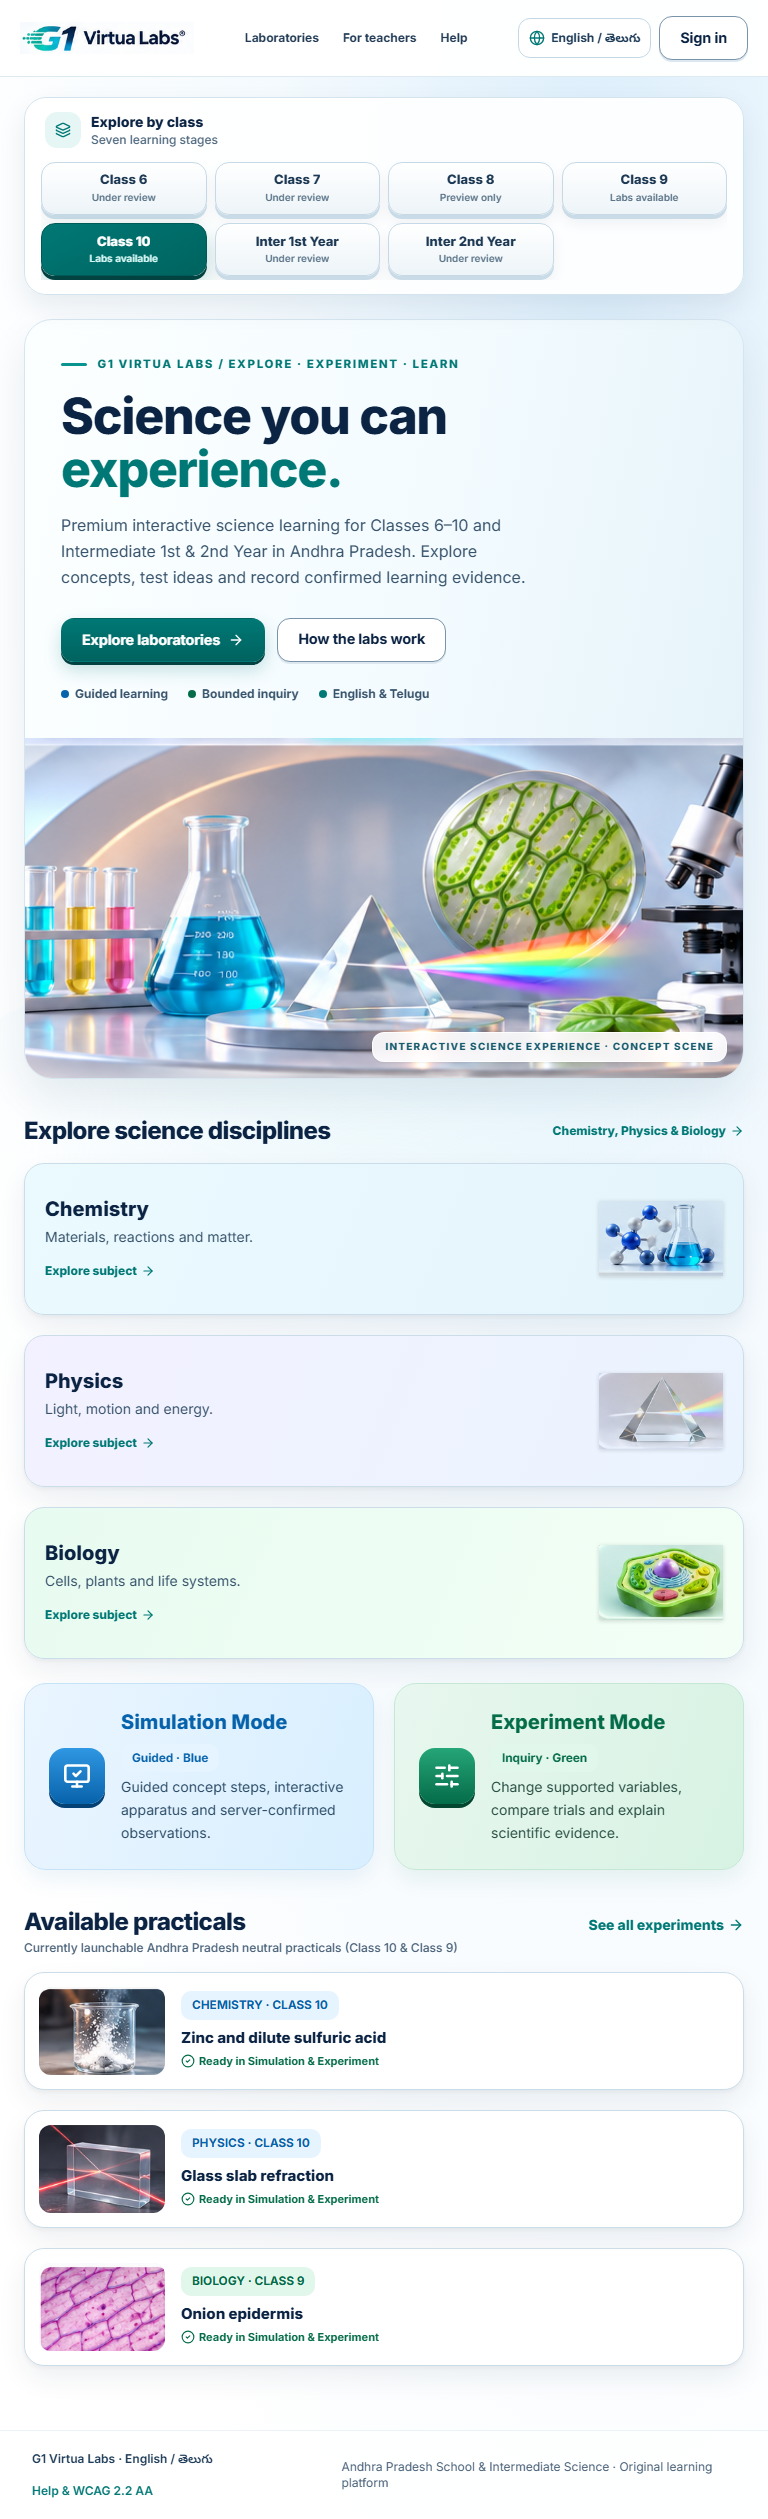 G1 Virtua Labs®
Laboratories
For teachers
Help
English / తెలుగు
Sign in
Explore by class
Seven learning stages
Class 6
Under review
Class 7
Under review
Class 8
Preview only
Class 9
Labs available
Class 10
Labs available
Inter 1st Year
Under review
Inter 2nd Year
Under review
G1 VIRTUA LABS / EXPLORE · EXPERIMENT · LEARN
Science you can
experience.
Premium interactive science learning for Classes 6–10 and
Intermediate 1st & 2nd Year in Andhra Pradesh. Explore
concepts, test ideas and record confirmed learning evidence.
Explore laboratories →
How the labs work
Guided learning
Bounded inquiry
English & Telugu
INTERACTIVE SCIENCE EXPERIENCE · CONCEPT SCENE
Explore science disciplines
Chemistry, Physics & Biology →
Chemistry
Materials, reactions and matter.
Explore subject →
Physics
Light, motion and energy.
Explore subject →
Biology
Cells, plants and life systems.
Explore subject →
Simulation Mode
Guided · Blue
Guided concept steps, interactive
apparatus and server-confirmed
observations.
Experiment Mode
Inquiry · Green
Change supported variables,
compare trials and explain
scientific evidence.
Available practicals
See all experiments →
Currently launchable Andhra Pradesh neutral practicals (Class 10 & Class 9)
CHEMISTRY · CLASS 10
Zinc and dilute sulfuric acid
Ready in Simulation & Experiment
PHYSICS · CLASS 10
Glass slab refraction
Ready in Simulation & Experiment
BIOLOGY · CLASS 9
Onion epidermis
Ready in Simulation & Experiment
G1 Virtua Labs · English / తెలుగు
Help & WCAG 2.2 AA
Andhra Pradesh School & Intermediate Science · Original learning
platform